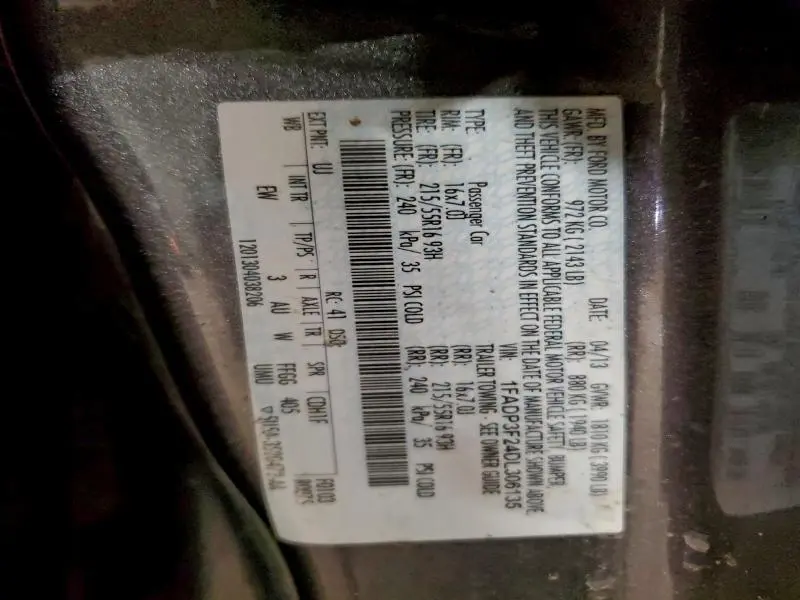 MFD. BY FORD MOTOR CO.
DATE 04/13 GVWR: 1810 KG (3990 LB)
GAWR: (FR): 972 KG (2143 LB) (RR): 880 KG (1940 LB)
THIS VEHICLE CONFORMS TO ALL APPLICABLE FEDERAL MOTOR VEHICLE SAFETY, BUMPER,
AND THEFT PREVENTION STANDARDS IN EFFECT ON THE DATE OF MANUFACTURE SHOWN ABOVE.
VIN: 1FADP3F24DL306135
TYPE: Passenger Car TRAILER TOWING - SEE OWNER GUIDE
RIM: (FR): 16x7.0J (RR): 16x7.0J
TIRE: (FR): 215/55R16 93H (RR): 215/55R16 93H
PRESSURE (FR): 240 kPa/ 35 PSI COLD (RR): 240 kPa/ 35 PSI COLD
EXT PNT: UJ RC: 41 DSO:
WB INT TR TP/PS R AXLE TR SPR CDH1F
EW 3 AU W FFGG 405
1201304038206 UMU